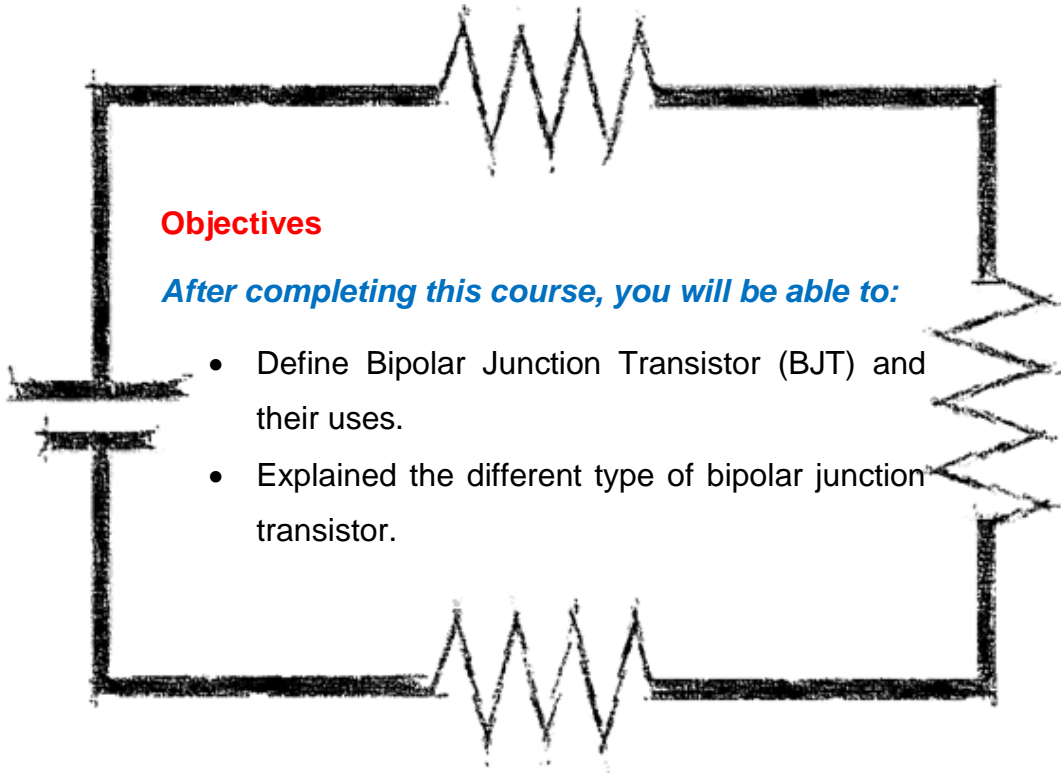 Objectives
After completing this course, you will be able to:
• Define Bipolar Junction Transistor (BJT) and
their uses.
• Explained the different type of bipolar junction
transistor.